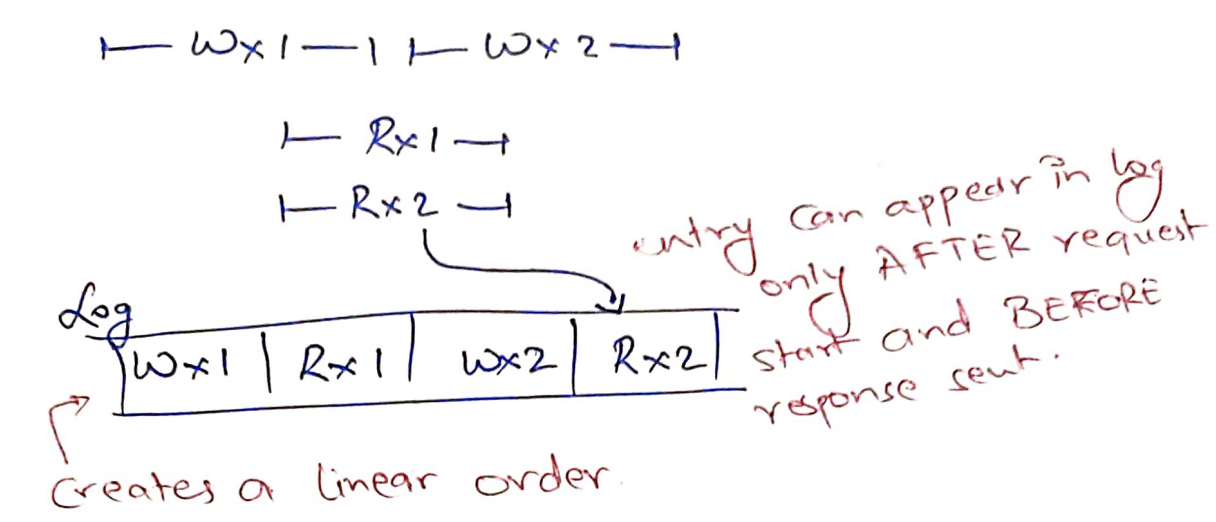 Wx1 Wx2
Rx1
Rx2
entry can appear in log
only AFTER request
start and BEFORE
response sent.
Log
Wx1 Rx1 Wx2 Rx2
Creates a linear order.